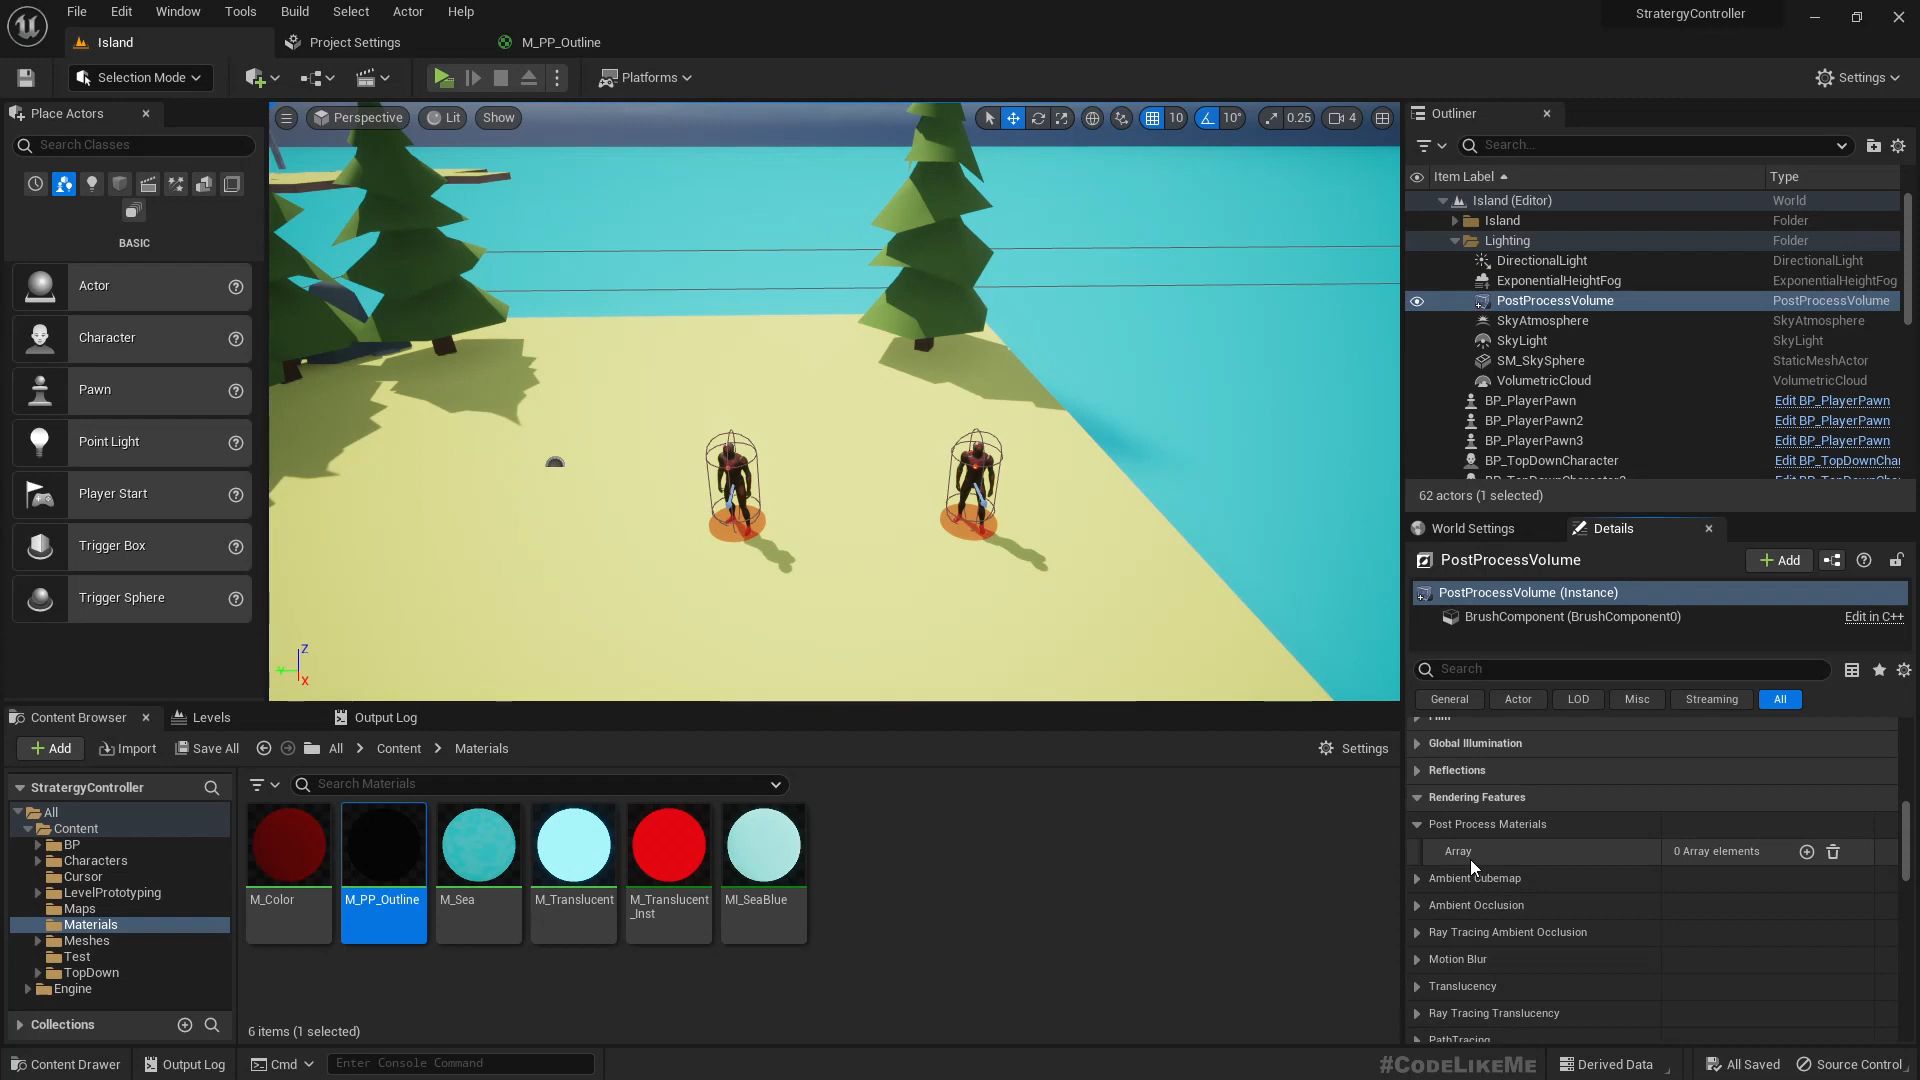 File Edit Window Tools Build Select Actor Help
StratergyController
Island
Project Settings
M_PP_Outline
Selection Mode
Platforms
Settings
Place Actors
Search Classes
BASIC
Actor
Character
Pawn
Point Light
Player Start
Trigger Box
Trigger Sphere
Perspective Lit Show
10 10° 0.25 4
Z
Y
X
Outliner
Search...
Item Label Type
Island (Editor) World
Island Folder
Lighting Folder
DirectionalLight DirectionalLight
ExponentialHeightFog ExponentialHeightFog
PostProcessVolume PostProcessVolume
SkyAtmosphere SkyAtmosphere
SkyLight SkyLight
SM_SkySphere StaticMeshActor
VolumetricCloud VolumetricCloud
BP_PlayerPawn Edit BP_PlayerPawn
BP_PlayerPawn2 Edit BP_PlayerPawn
BP_PlayerPawn3 Edit BP_PlayerPawn
BP_TopDownCharacter Edit BP_TopDownCha
62 actors (1 selected)
World Settings Details
PostProcessVolume
Add
PostProcessVolume (Instance)
BrushComponent (BrushComponent0) Edit in C++
Search
General Actor LOD Misc Streaming All
Global Illumination
Reflections
Rendering Features
Post Process Materials
Array 0 Array elements
Ambient Cubemap
Ambient Occlusion
Ray Tracing Ambient Occlusion
Motion Blur
Translucency
Ray Tracing Translucency
PathTracing
Content Browser Levels Output Log
Add Import Save All All Content Materials Settings
StratergyController
All
Content
BP
Characters
Cursor
LevelPrototyping
Maps
Materials
Meshes
Test
TopDown
Engine
Collections
Search Materials
M_Color
M_PP_Outline
M_Sea
M_Translucent
M_Translucent
_Inst
MI_SeaBlue
6 items (1 selected)
Content Drawer Output Log Cmd Enter Console Command
#CODELIKEME
Derived Data All Saved Source Control